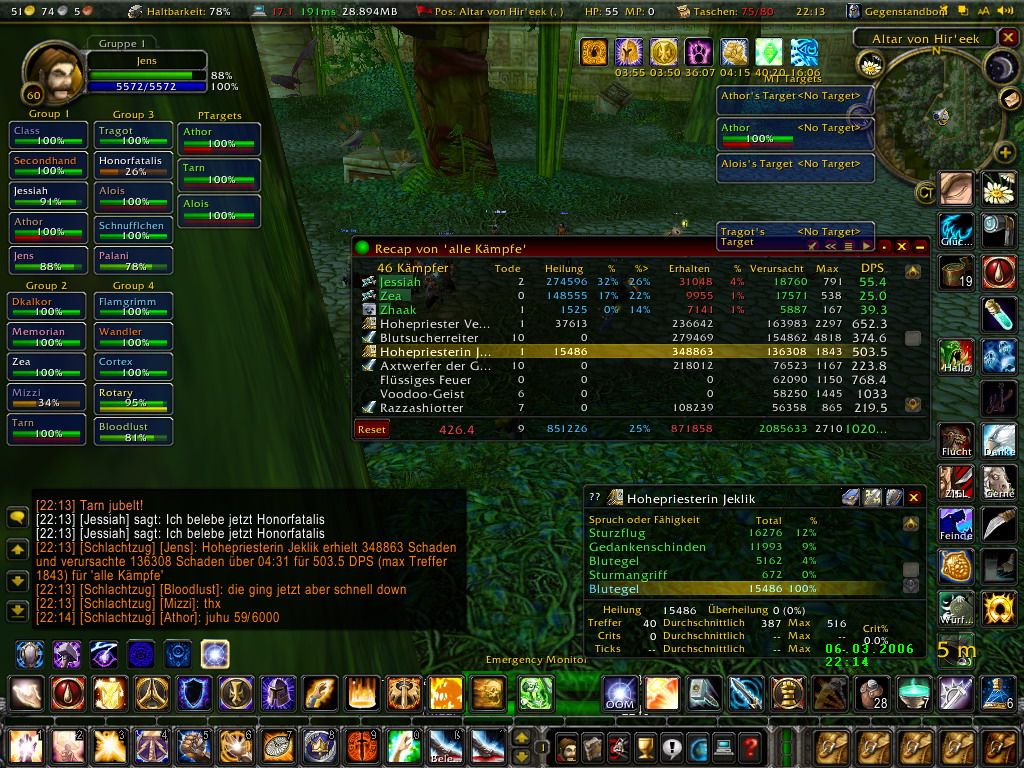 51 74 5 Haltbarkeit: 78% 17.1 191ms 28.894MB Pos: Altar von Hir'eek (,) HP: 55 MP: 0 Taschen: 75/80 22:13
Altar von Hir'eek
Gruppe 1
Jens
88%
5572/5572 100%
60
03:55 03:50 36:07 04:15 40:20 16:06
MT Targets
Athor's Target <No Target>
Athor <No Target>
100%
Alois's Target <No Target>
Tragot's Target <No Target>
Group 1
Class
100%
Secondhand
100%
Jessiah
91%
Athor
100%
Jens
88%
Group 3
Tragot
100%
Honorfatalis
26%
Alois
100%
Schnufflchen
100%
Palani
78%
PTargets
Athor
100%
Tarn
100%
Alois
100%
Group 2
Dkalkor
100%
Memorian
100%
Zea
100%
Mizzi
34%
Tarn
100%
Group 4
Flamgrimm
100%
Wandler
100%
Cortex
100%
Rotary
95%
Bloodlust
81%
Recap von 'alle Kämpfe'
46 Kämpfer Tode Heilung % %> Erhalten % Verursacht Max DPS
Jessiah 2 274596 32% 26% 31048 4% 18760 791 55.4
Zea 0 148555 17% 22% 9955 1% 17571 538 25.0
Zhaak 1 1525 0% 14% 7141 1% 5887 167 39.3
Hohepriester Ve... 1 37613 236642 163983 2297 652.3
Blutsucherreiter 10 0 279469 154862 4818 374.6
Hohepriesterin J... 1 15486 348863 136308 1843 503.5
Axtwerfer der G... 10 0 218012 76523 1167 223.8
Flüssiges Feuer 0 0 0 62090 1150 768.4
Voodoo-Geist 6 0 0 58250 1445 1033
Razzashiotter 7 0 108239 56358 865 219.5
Reset 426.4 9 851226 25% 871858 2085633 2710 1020...
CT
Gluc...
19
Hallo
Flucht
Danke
ZIEL
Gerne
Feinde
Wurf...
5 m
?? Hohepriesterin Jeklik
Spruch oder Fähigkeit Total %
Sturzflug 16276 12%
Gedankenschinden 11993 9%
Blutegel 5162 4%
Sturmangriff 672 0%
Blutegel 15486 100%
Heilung 15486 Überheilung 0 (0%)
Treffer 40 Durchschnittlich 387 Max 516
Crits 0 Durchschnittlich -- Max -- Crit% 0.0%
Ticks -- Durchschnittlich -- Max
06.03.2006
22:14
[22:13] Tarn jubelt!
[22:13] [Jessiah] sagt: Ich belebe jetzt Honorfatalis
[22:13] [Jessiah] sagt: Ich belebe jetzt Honorfatalis
[22:13] [Schlachtzug] [Jens]: Hohepriesterin Jeklik erhielt 348863 Schaden
und verursachte 136308 Schaden über 04:31 für 503.5 DPS (max Treffer
1843) für 'alle Kämpfe'
[22:13] [Schlachtzug] [Bloodlust]: die ging jetzt aber schnell down
[22:13] [Schlachtzug] [Mizzi]: thx
[22:14] [Schlachtzug] [Athor]: juhu 59/6000
Emergency Monitor
OOM
28 7 6
1 2 3 4 5 6 7 8 9 0
Bele...
1